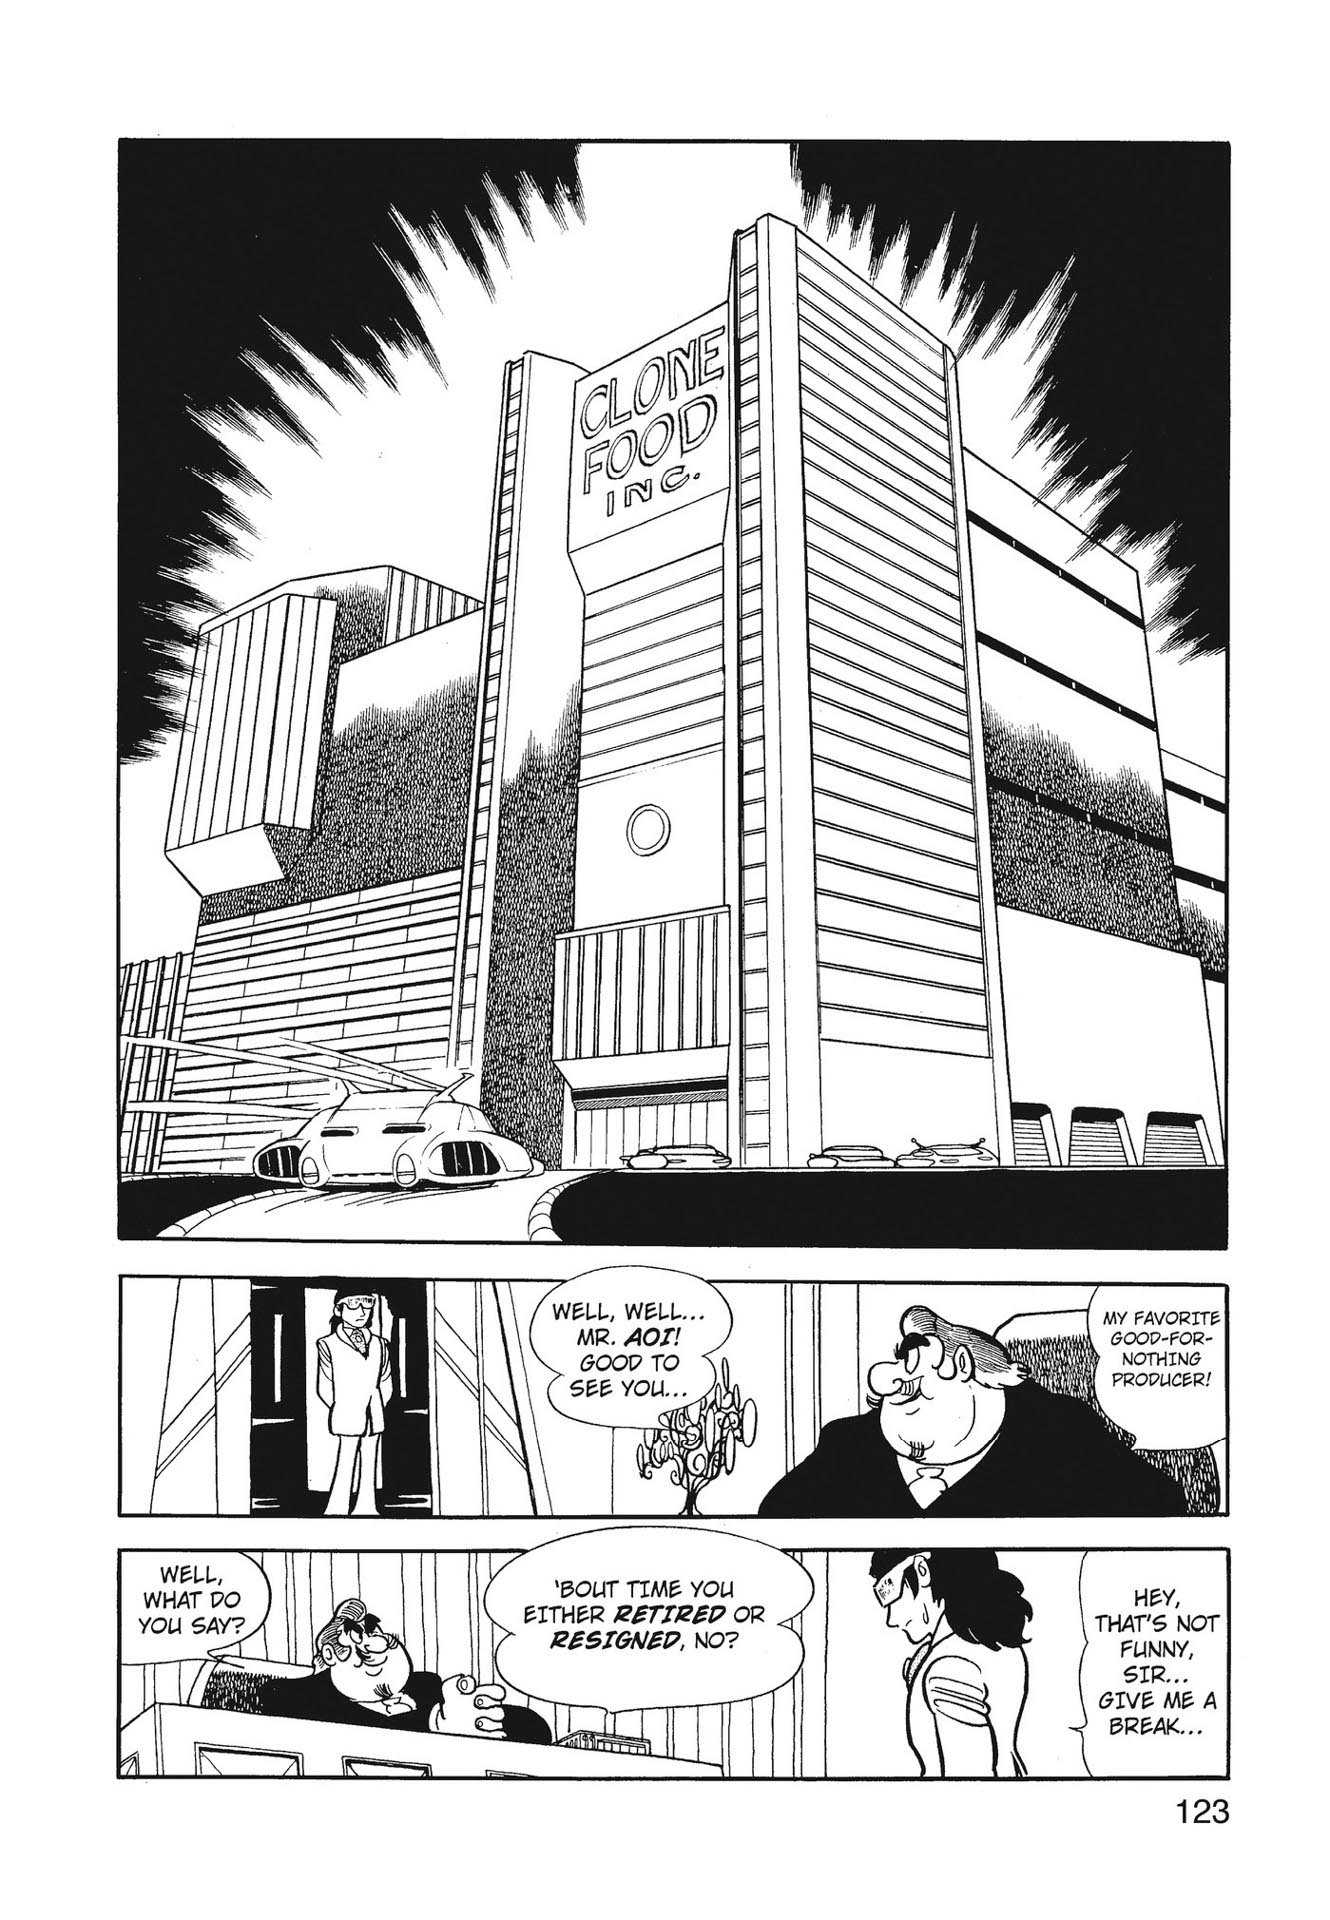 CLONE
FOOD
INC.
WELL, WELL...
MR. AOI!
GOOD TO
SEE YOU...
MY FAVORITE
GOOD-FOR-
NOTHING
PRODUCER!
WELL,
WHAT DO
YOU SAY?
'BOUT TIME YOU
EITHER RETIRED OR
RESIGNED, NO?
HEY,
THAT'S NOT
FUNNY,
SIR...
GIVE ME A
BREAK...
123